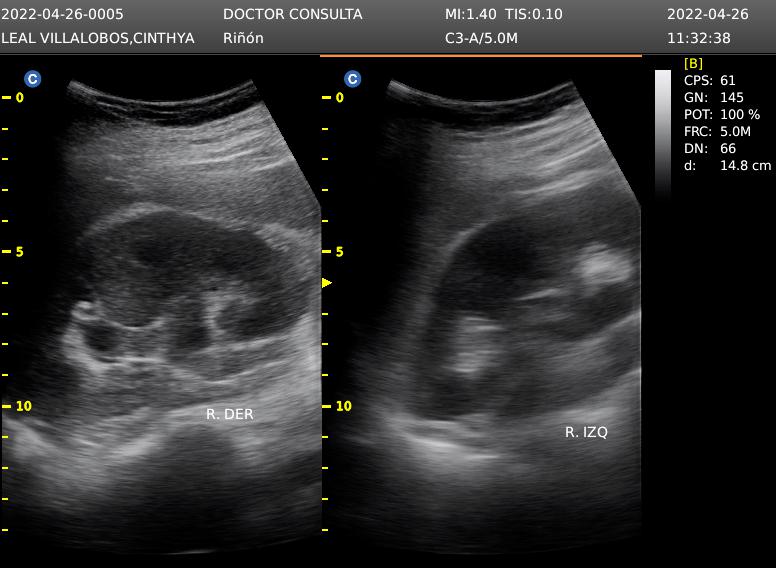 2022-04-26-0005 DOCTOR CONSULTA MI:1.40 TIS:0.10 2022-04-26
LEAL VILLALOBOS,CINTHYA Riñón C3-A/5.0M 11:32:38
C
C
[B]
CPS: 61
GN: 145
POT: 100 %
FRC: 5.0M
DN: 66
d: 14.8 cm
0
0
5
5
10
10
R. DER
R. IZQ